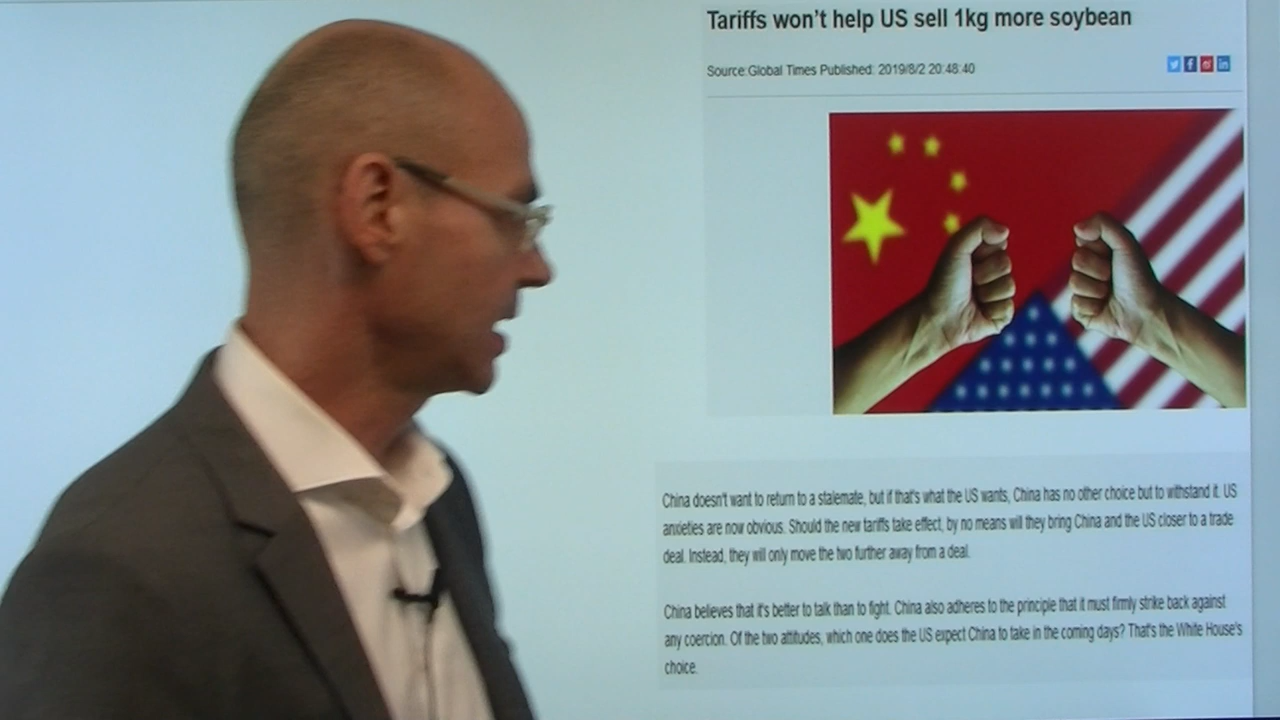 Tariffs won't help US sell 1kg more soybean
Source:Global Times Published: 2019/8/2 20:48:40
China doesn't want to return to a stalemate, but if that's what the US wants, China has no other choice but to withstand it. US
anxieties are now obvious. Should the new tariffs take effect, by no means will they bring China and the US closer to a trade
deal. Instead, they will only move the two further away from a deal.
China believes that it's better to talk than to fight. China also adheres to the principle that it must firmly strike back against
any coercion. Of the two attitudes, which one does the US expect China to take in the coming days? That's the White House's
choice.